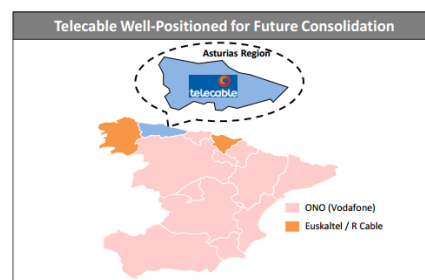 Telecable Well-Positioned for Future Consolidation
Asturias Region
telecable
ONO (Vodafone)
Euskaltel / R Cable